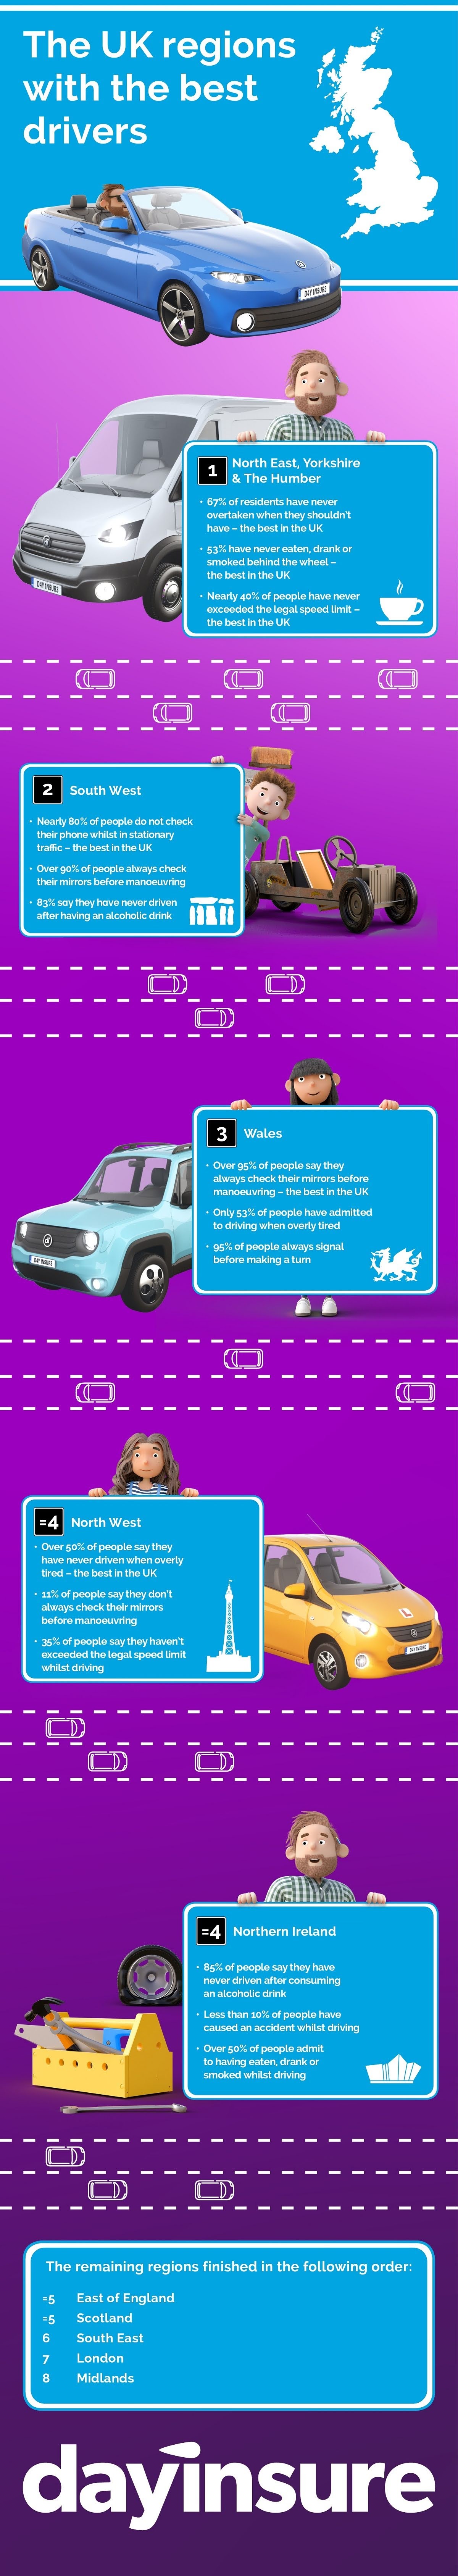 The UK regions
with the best
drivers
D4Y 1NSUR3
1
North East, Yorkshire
& The Humber
• 67% of residents have never
overtaken when they shouldn't
have – the best in the UK
• 53% have never eaten, drank or
smoked behind the wheel –
the best in the UK
• Nearly 40% of people have never
exceeded the legal speed limit –
the best in the UK
D4Y 1NSUR3
2
South West
• Nearly 80% of people do not check
their phone whilst in stationary
traffic – the best in the UK
• Over 90% of people always check
their mirrors before manoeuvring
• 83% say they have never driven
after having an alcoholic drink
3
Wales
• Over 95% of people say they
always check their mirrors before
manoeuvring – the best in the UK
• Only 53% of people have admitted
to driving when overly tired
• 95% of people always signal
before making a turn
D4Y 1NSUR3
=4
North West
• Over 50% of people say they
have never driven when overly
tired – the best in the UK
• 11% of people say they don't
always check their mirrors
before manoeuvring
• 35% of people say they haven't
exceeded the legal speed limit
whilst driving
L
D4Y 1NSUR3
=4
Northern Ireland
• 85% of people say they have
never driven after consuming
an alcoholic drink
• Less than 10% of people have
caused an accident whilst driving
• Over 50% of people admit
to having eaten, drank or
smoked whilst driving
The remaining regions finished in the following order:
=5 East of England
=5 Scotland
6 South East
7 London
8 Midlands
dayinsure